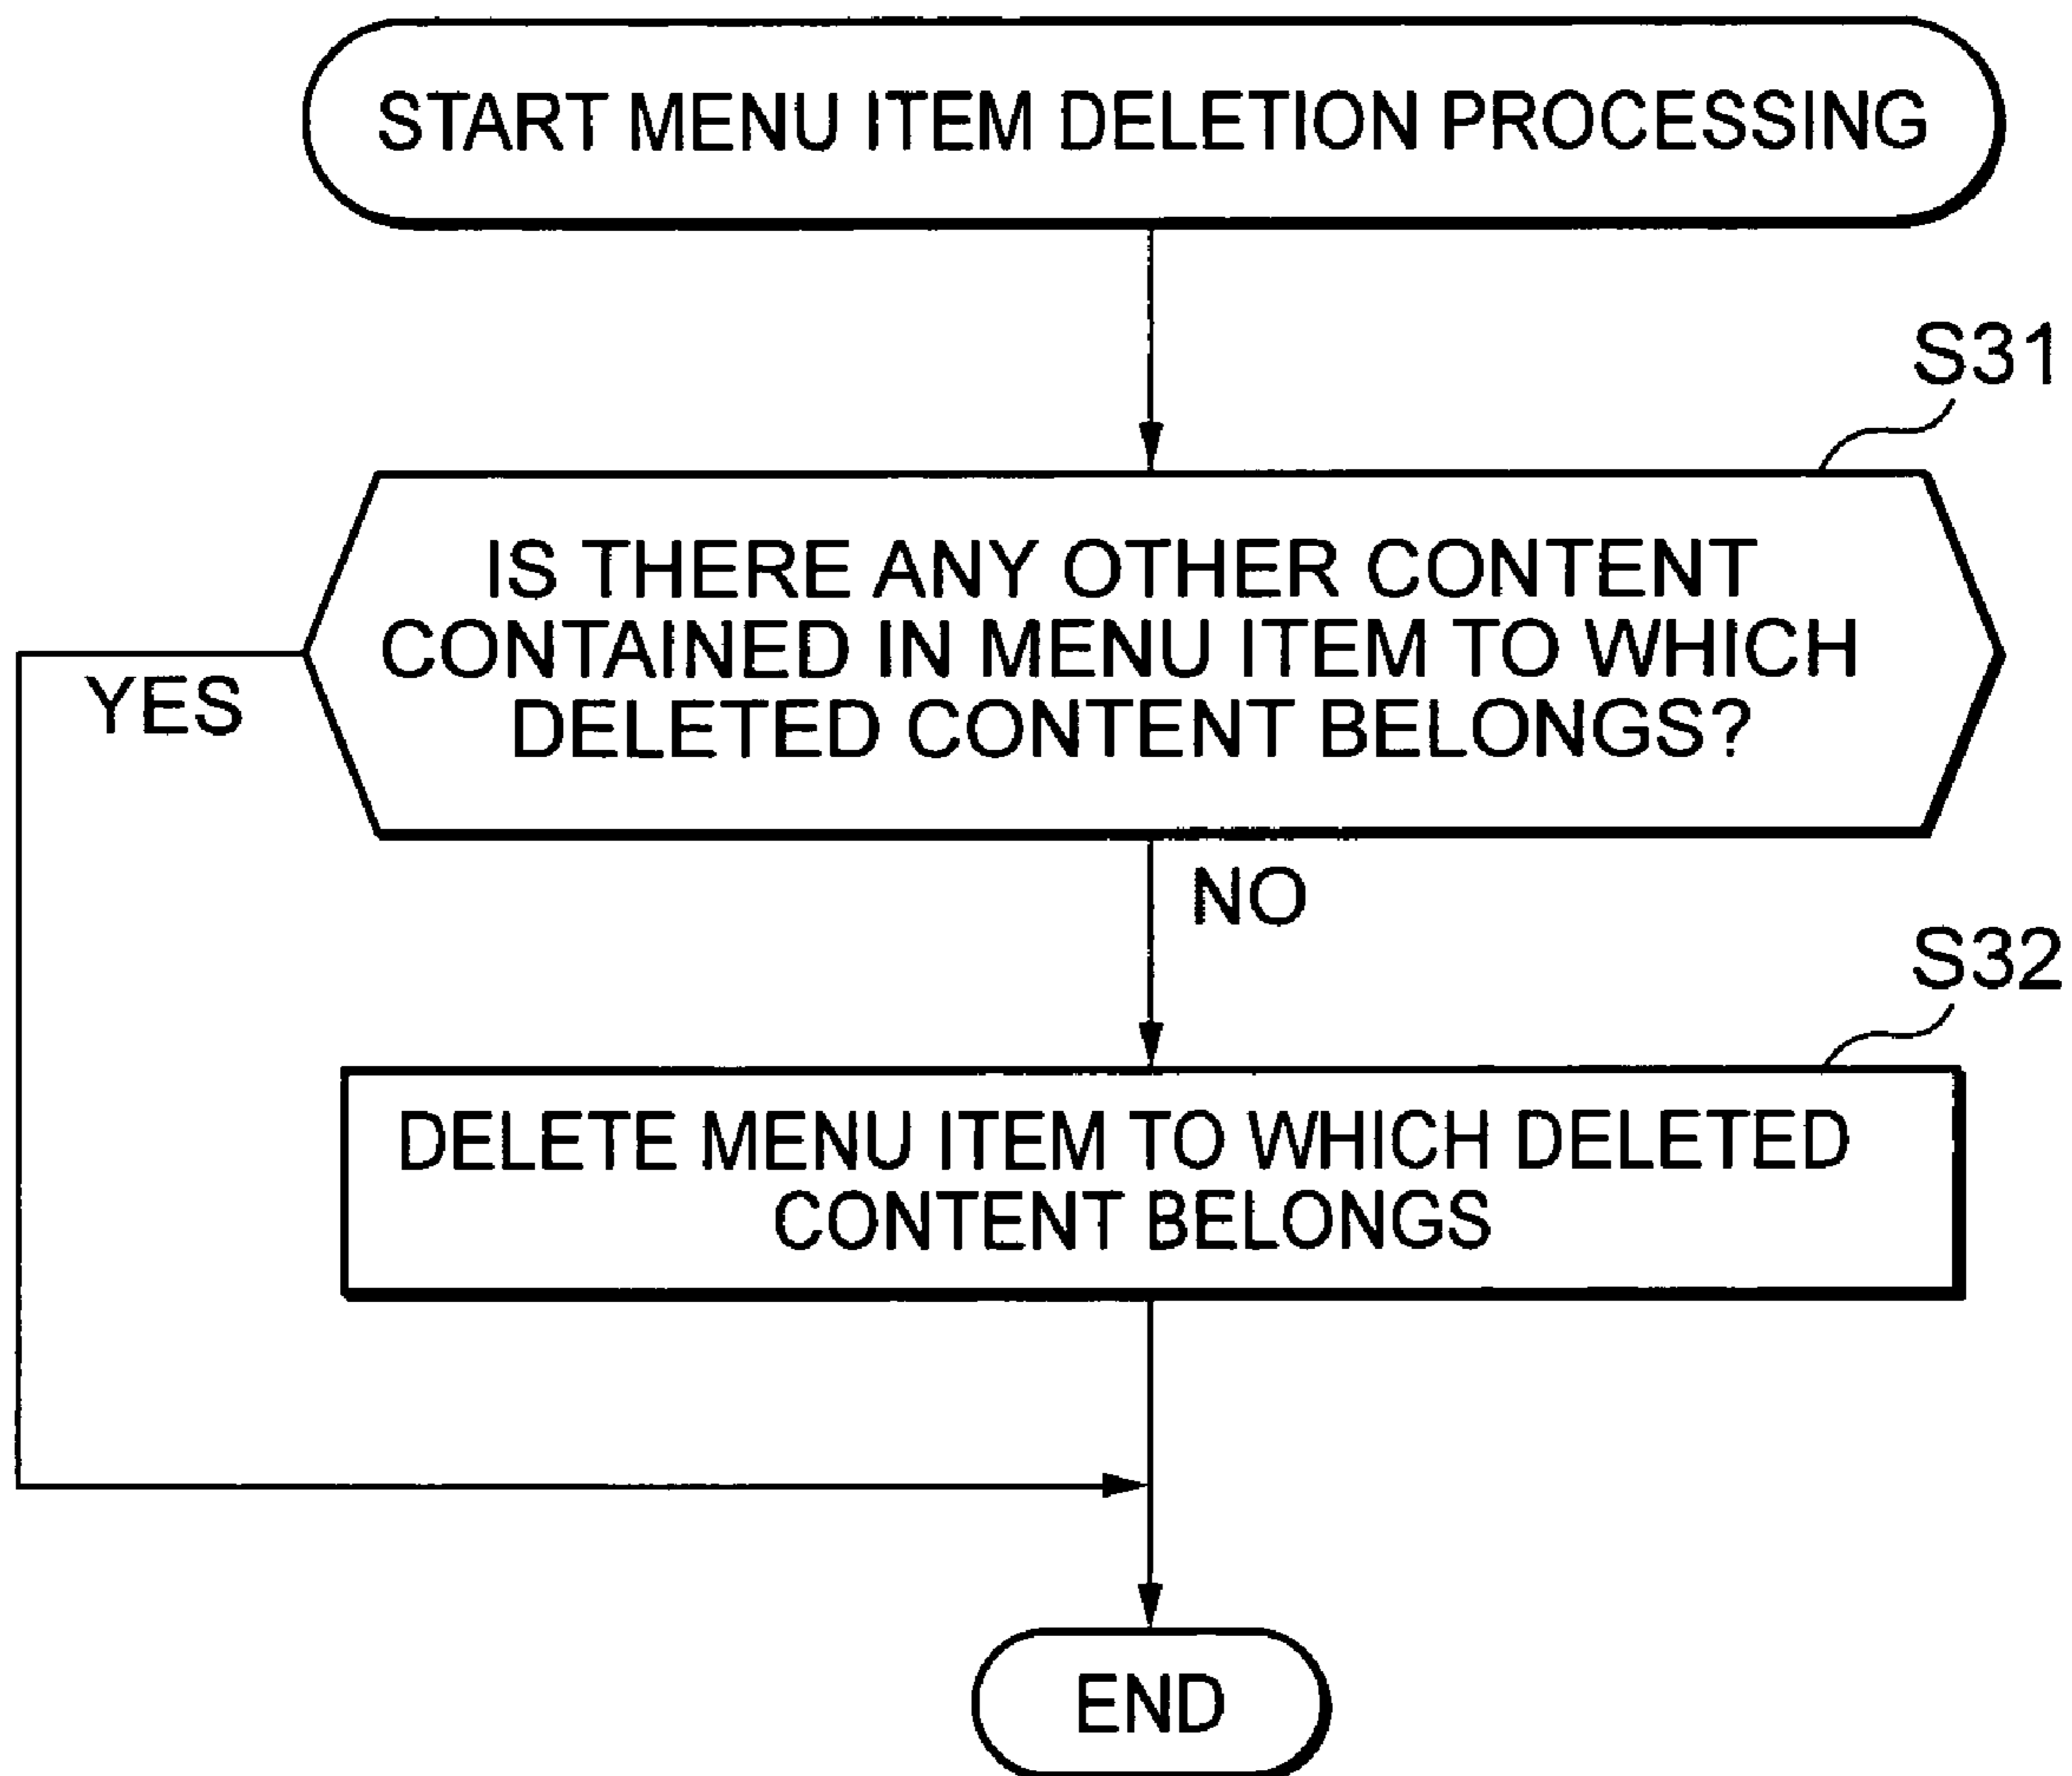 START MENU ITEM DELETION PROCESSING
S31
IS THERE ANY OTHER CONTENT
CONTAINED IN MENU ITEM TO WHICH
DELETED CONTENT BELONGS?
YES
NO
S32
DELETE MENU ITEM TO WHICH DELETED
CONTENT BELONGS
END